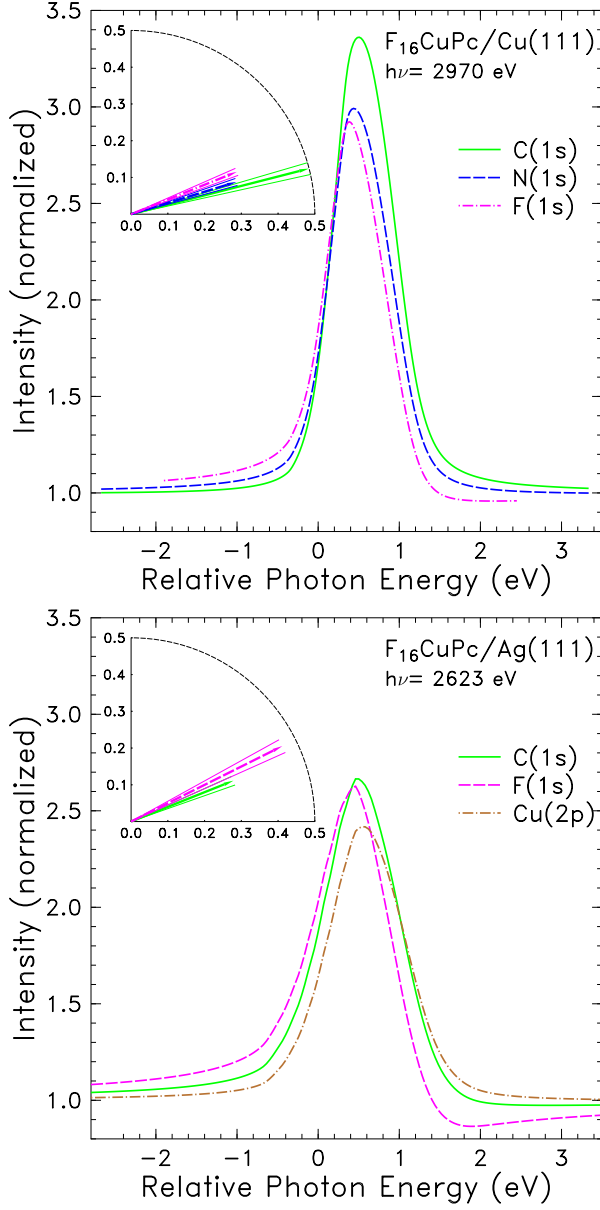 F₁₆CuPc/Cu(111)
hν= 2970 eV
C(1s)
N(1s)
F(1s)
0.5
0.4
0.3
0.2
0.1
0.0 0.1 0.2 0.3 0.4 0.5
3.5
3.0
2.5
2.0
1.5
1.0
Intensity (normalized)
−2 −1 0 1 2 3
Relative Photon Energy (eV)
F₁₆CuPc/Ag(111)
hν= 2623 eV
C(1s)
F(1s)
Cu(2p)
0.5
0.4
0.3
0.2
0.1
0.0 0.1 0.2 0.3 0.4 0.5
3.5
3.0
2.5
2.0
1.5
1.0
Intensity (normalized)
−2 −1 0 1 2 3
Relative Photon Energy (eV)